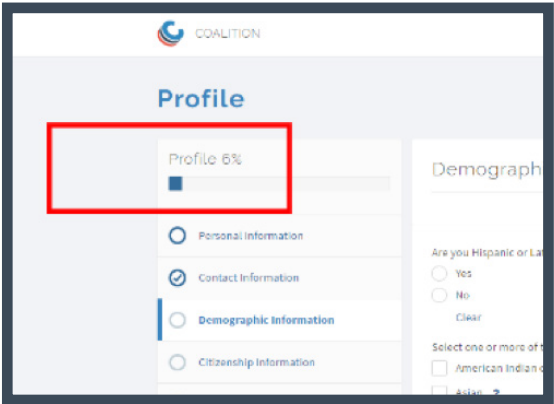 COALITION
Profile
Profile 6%
Personal Information
Contact Information
Demographic Information
Citizenship Information
Demograph
Are you Hispanic or Lat
Yes
No
Clear
Select one or more of t
American Indian o
Asian ?